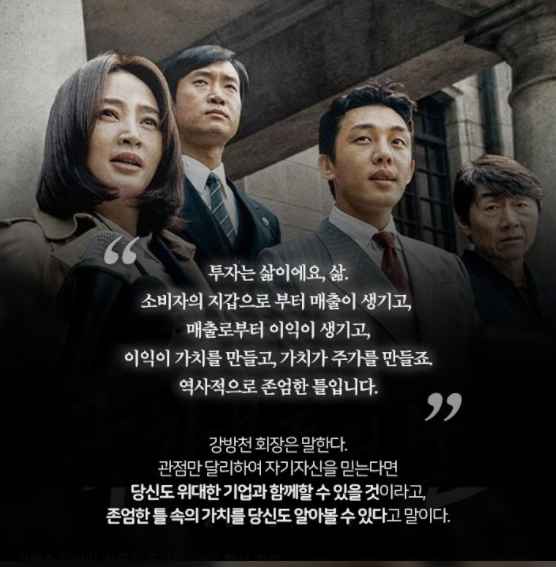 투자는 삶이에요, 삶.
소비자의 지갑으로 부터 매출이 생기고,
매출로부터 이익이 생기고,
이익이 가치를 만들고, 가치가 주가를 만들죠.
역사적으로 존엄한 틀입니다.
강방천 회장은 말한다.
관점만 달리하여 자기자신을 믿는다면
당신도 위대한 기업과 함께할 수 있을 것이라고,
존엄한 틀 속의 가치를 당신도 알아볼 수 있다고 말이다.